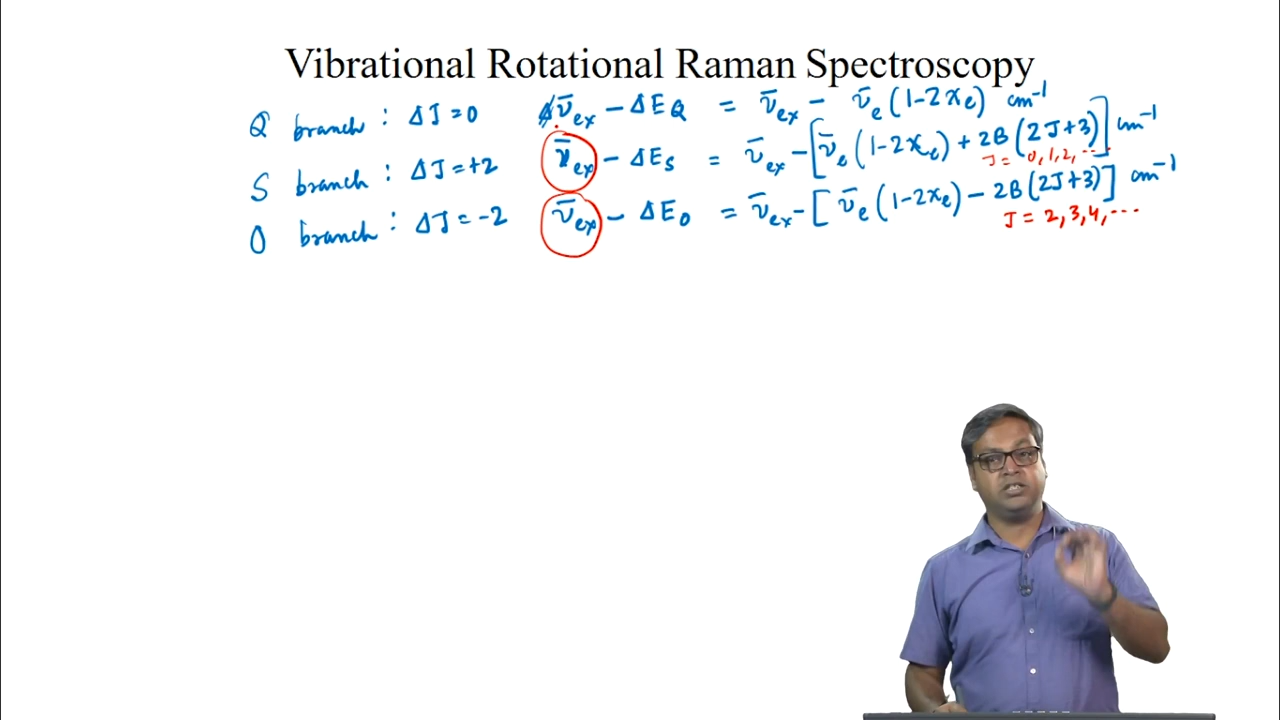 Vibrational Rotational Raman Spectroscopy
Q branch : ΔJ = 0 ν̄ex − ΔEQ = ν̄ex − ν̄e (1-2xe) cm⁻¹
S branch : ΔJ = +2 ν̄ex − ΔES = ν̄ex − [ν̄e (1-2xe) + 2B (2J+3)] cm⁻¹
J = 0, 1, 2, ...
O branch : ΔJ = -2 ν̄ex − ΔEO = ν̄ex − [ν̄e (1-2xe) − 2B (2J+3)] cm⁻¹
J = 2, 3, 4, ...